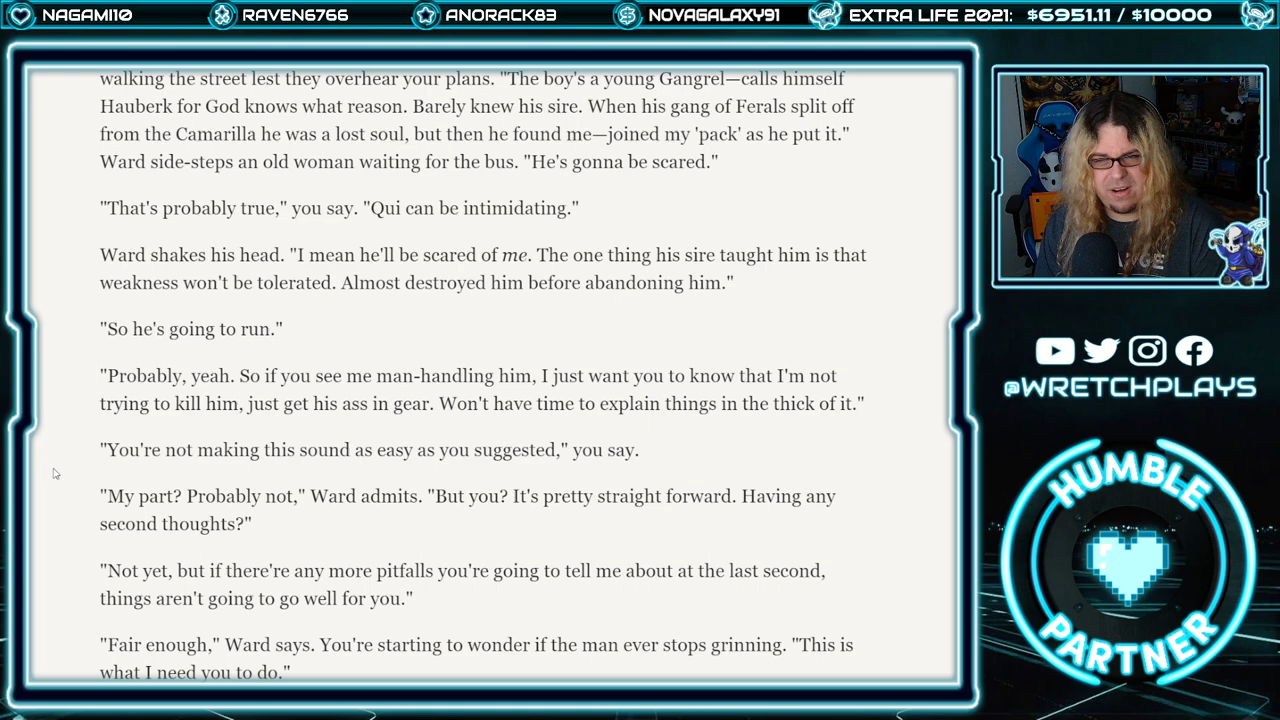 NAGAMI10
RAVEN6766
ANORACK83
NOVAGALAXY91
EXTRA LIFE 2021: $6951.11 / $10000
walking the street lest they overhear your plans. "The boy's a young Gangrel—calls himself
Hauberk for God knows what reason. Barely knew his sire. When his gang of Ferals split off
from the Camarilla he was a lost soul, but then he found me—joined my 'pack' as he put it."
Ward side-steps an old woman waiting for the bus. "He's gonna be scared."
"That's probably true," you say. "Qui can be intimidating."
Ward shakes his head. "I mean he'll be scared of me. The one thing his sire taught him is that
weakness won't be tolerated. Almost destroyed him before abandoning him."
"So he's going to run."
"Probably, yeah. So if you see me man-handling him, I just want you to know that I'm not
trying to kill him, just get his ass in gear. Won't have time to explain things in the thick of it."
"You're not making this sound as easy as you suggested," you say.
"My part? Probably not," Ward admits. "But you? It's pretty straight forward. Having any
second thoughts?"
"Not yet, but if there're any more pitfalls you're going to tell me about at the last second,
things aren't going to go well for you."
"Fair enough," Ward says. You're starting to wonder if the man ever stops grinning. "This is
what I need you to do."
@WRETCHPLAYS
HUMBLE
PARTNER